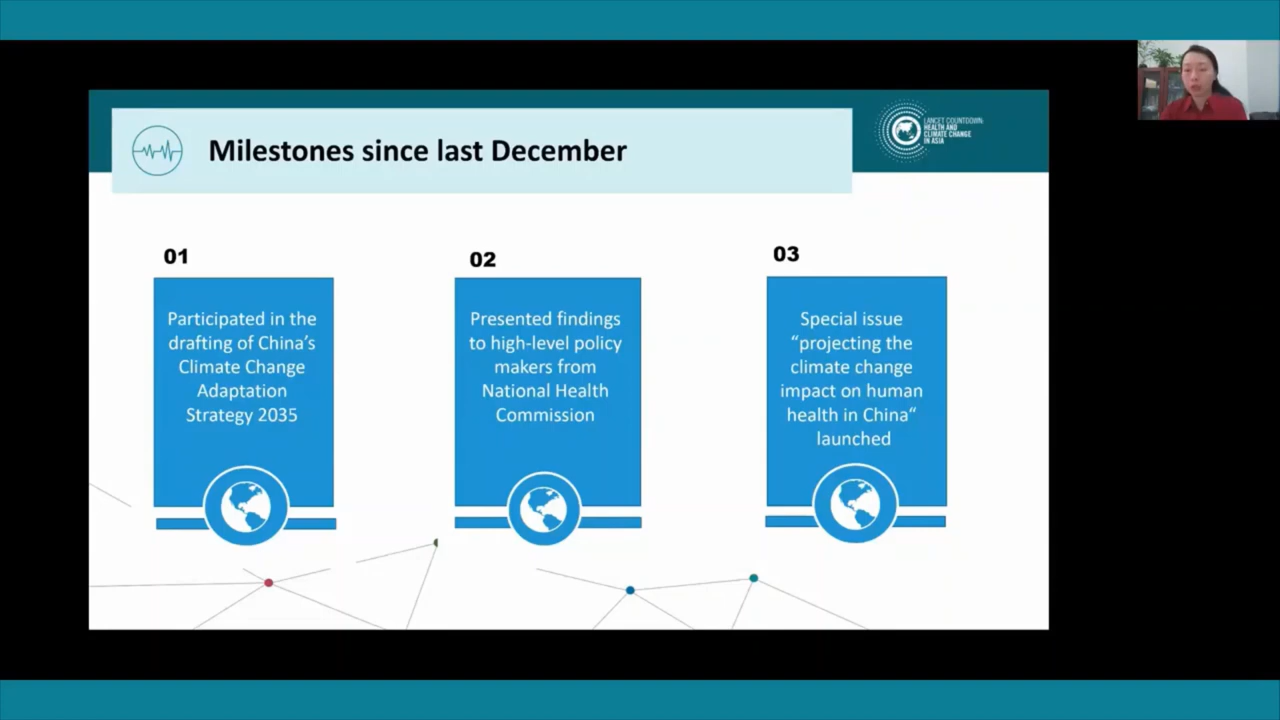 Milestones since last December
LANCET COUNTDOWN:
HEALTH AND
CLIMATE CHANGE
IN ASIA
01
Participated in the
drafting of China’s
Climate Change
Adaptation
Strategy 2035
02
Presented findings
to high-level policy
makers from
National Health
Commission
03
Special issue
“projecting the
climate change
impact on human
health in China“
launched